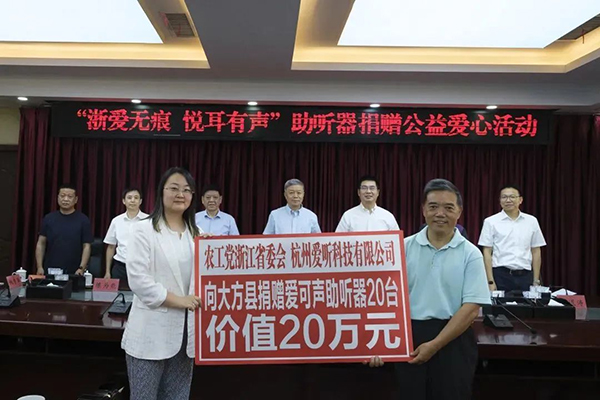 “浙爱无痕 悦耳有声”助听器捐赠公益爱心活动
农工党浙江省委会 杭州爱听科技有限公司
向大方县捐赠爱可声助听器20台
价值20万元